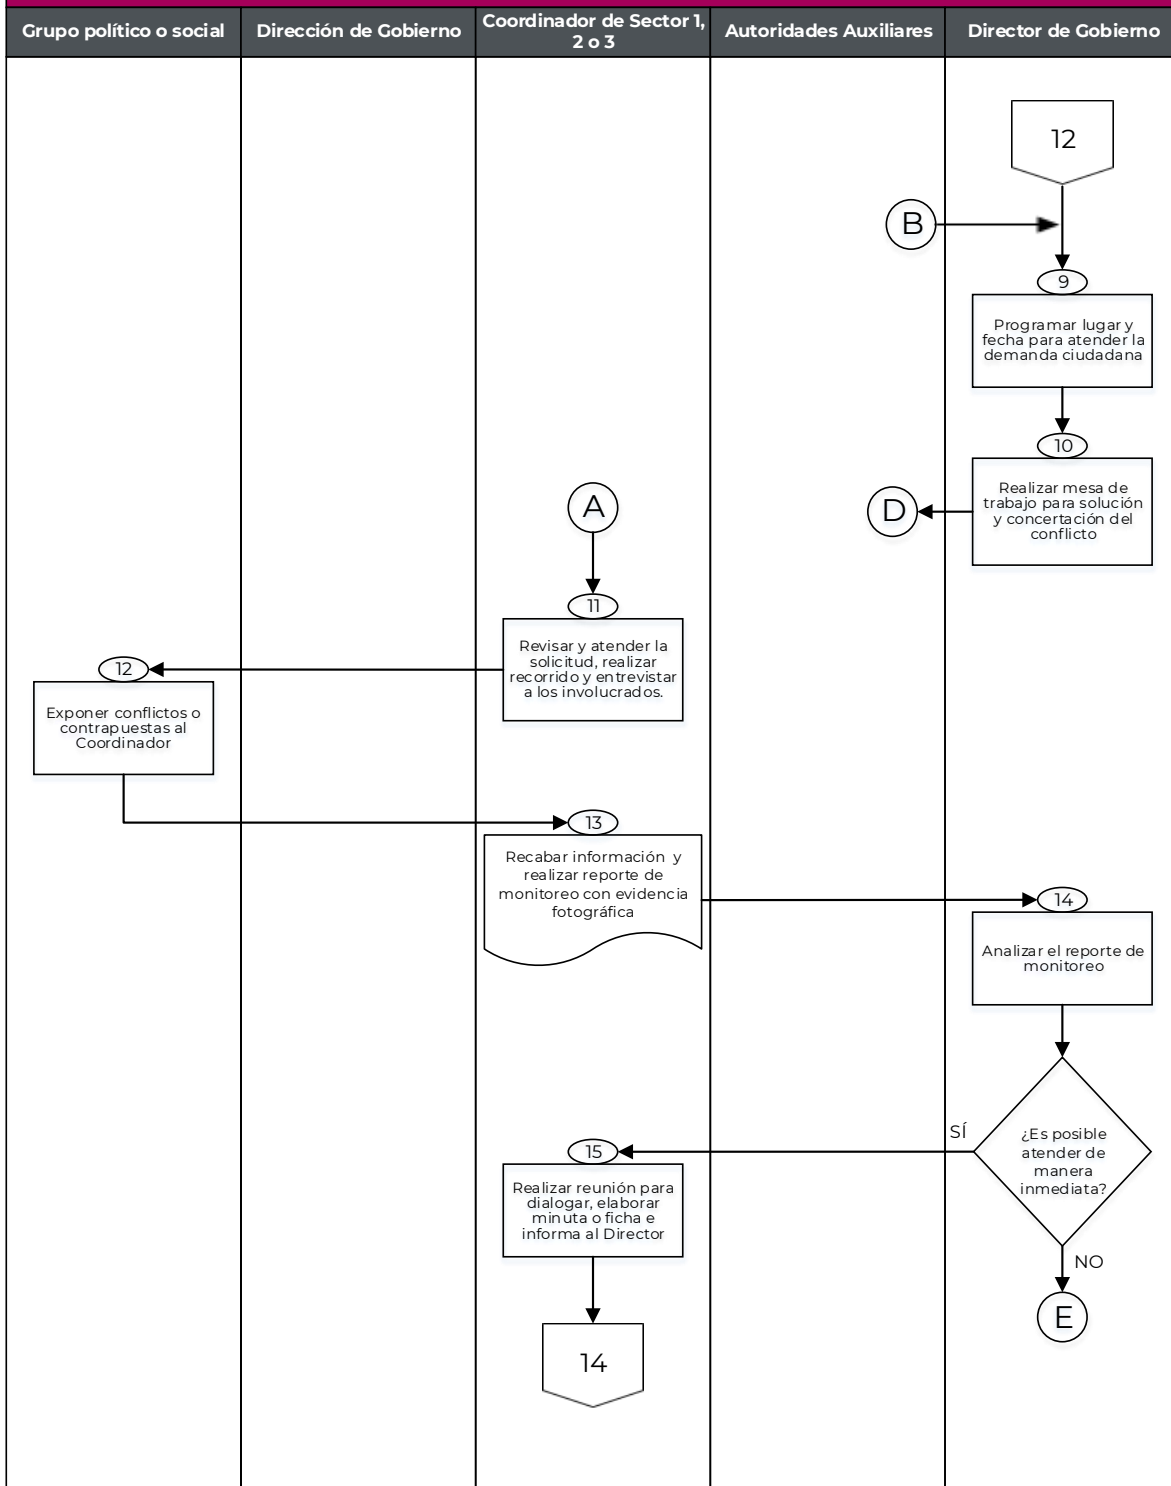 Grupo político o social
Dirección de Gobierno
Coordinador de Sector 1,
2 o 3
Autoridades Auxiliares
Director de Gobierno
12
B
9
Programar lugar y
fecha para atender la
demanda ciudadana
10
Realizar mesa de
trabajo para solución
y concertación del
conflicto
D
A
11
Revisar y atender la
solicitud, realizar
recorrido y entrevistar
a los involucrados.
12
Exponer conflictos o
contrapuestas al
Coordinador
13
Recabar información y
realizar reporte de
monitoreo con evidencia
fotográfica
14
Analizar el reporte de
monitoreo
¿Es posible
atender de
manera
inmediata?
SÍ
15
Realizar reunión para
dialogar, elaborar
minuta o ficha e
informa al Director
NO
E
14